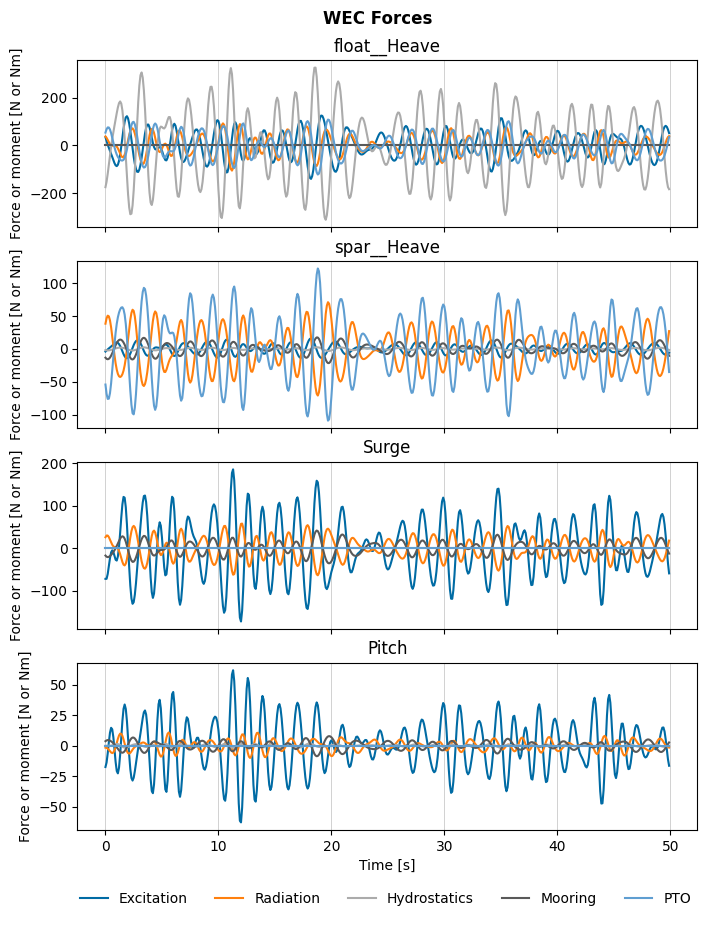 WEC Forces
float__Heave
Force or moment [N or Nm]
200
0
−200
spar__Heave
Force or moment [N or Nm]
100
50
0
−50
−100
Surge
Force or moment [N or Nm]
200
100
0
−100
Pitch
Force or moment [N or Nm]
50
25
0
−25
−50
0 10 20 30 40 50
Time [s]
Excitation Radiation Hydrostatics Mooring PTO